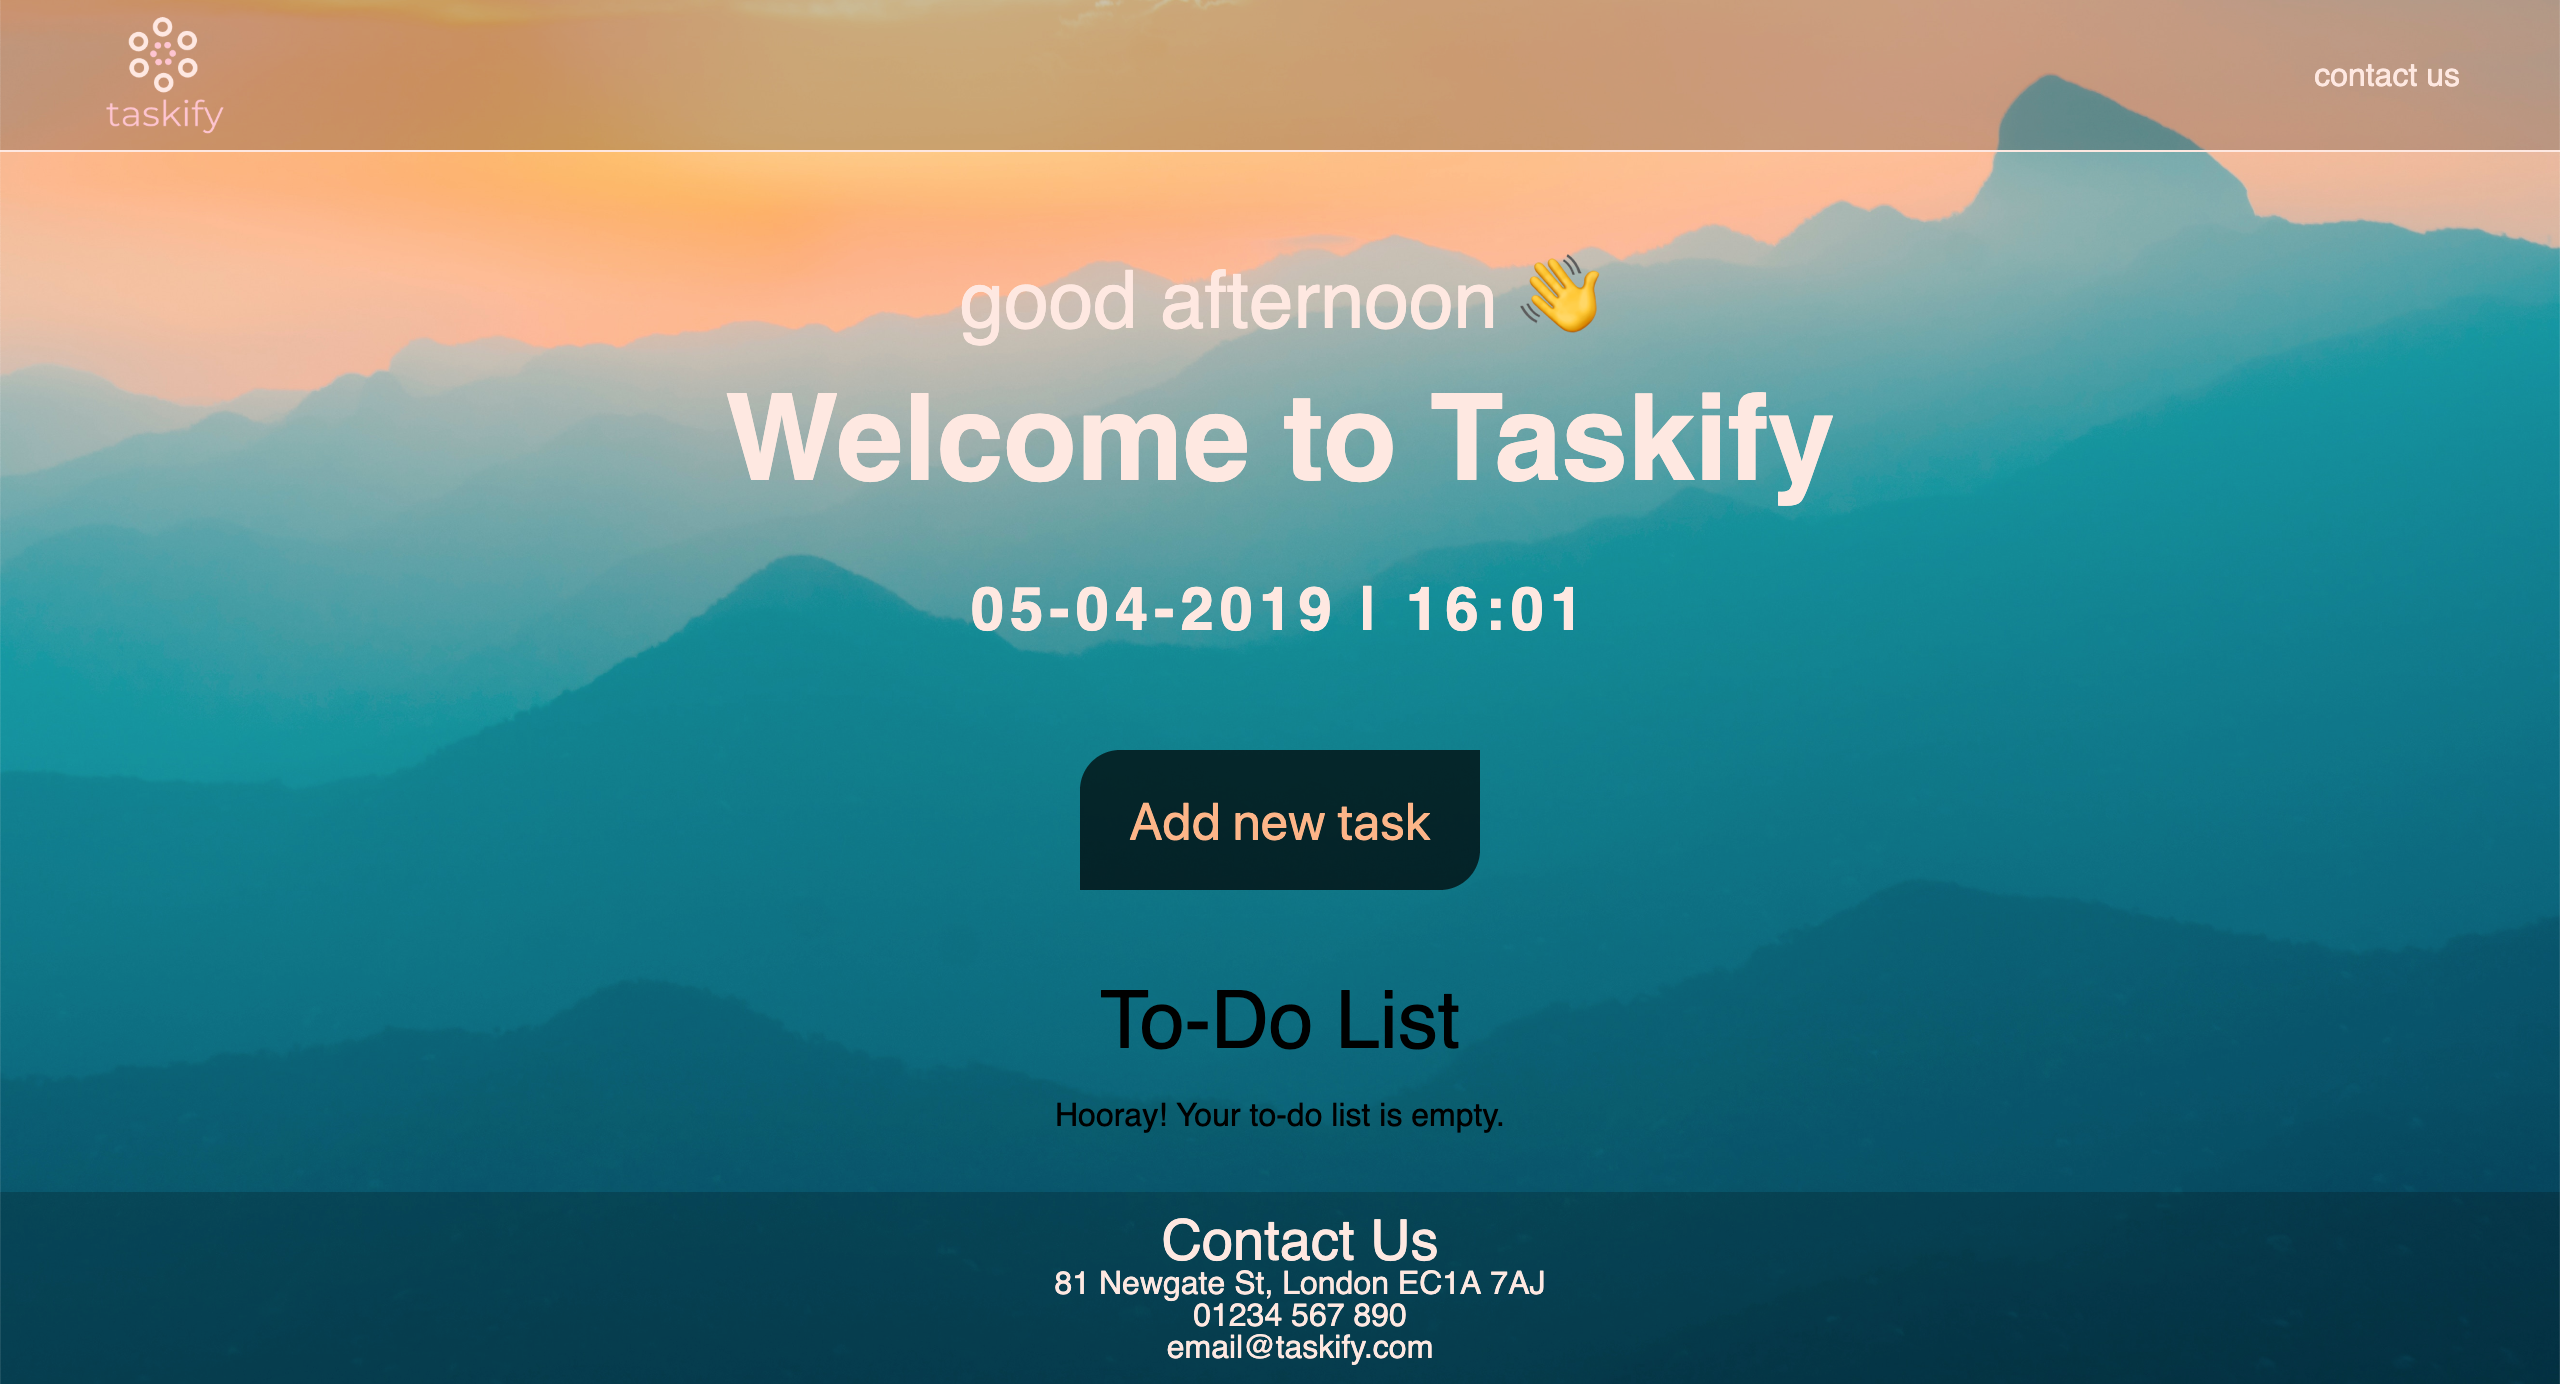 taskify
contact us
good afternoon 👋
Welcome to Taskify
05-04-2019 | 16:01
Add new task
To-Do List
Hooray! Your to-do list is empty.
Contact Us
81 Newgate St, London EC1A 7AJ
01234 567 890
email@taskify.com